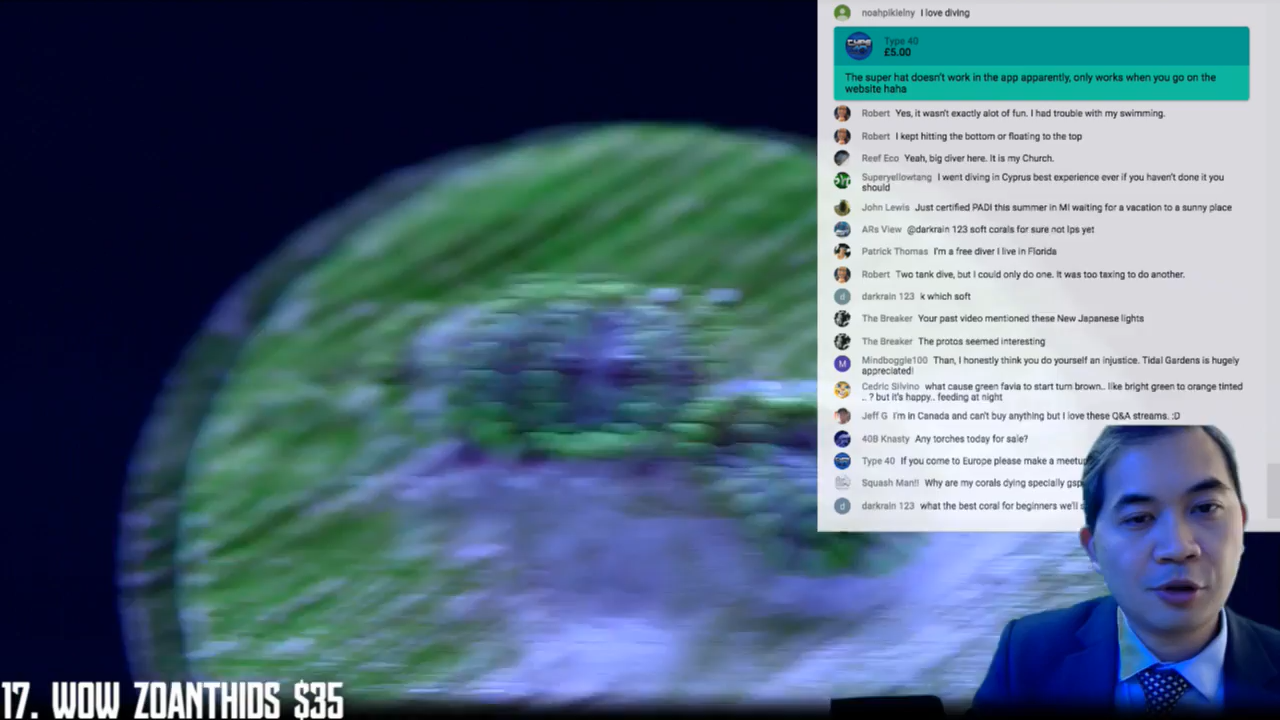 noahpikielny I love diving
Type 40
£5.00
The super hat doesn't work in the app apparently, only works when you go on the
website haha
Robert Yes, it wasn't exactly alot of fun. I had trouble with my swimming.
Robert I kept hitting the bottom or floating to the top
Reef Eco Yeah, big diver here. It is my Church.
Superyellowtang I went diving in Cyprus best experience ever if you haven't done it you
should
John Lewis Just certified PADI this summer in MI waiting for a vacation to a sunny place
ARs View @darkrain 123 soft corals for sure not lps yet
Patrick Thomas I'm a free diver I live in Florida
Robert Two tank dive, but I could only do one. It was too taxing to do another.
darkrain 123 k which soft
The Breaker Your past video mentioned these New Japanese lights
The Breaker The protos seemed interesting
Mindboggle100 Than, I honestly think you do yourself an injustice. Tidal Gardens is hugely
appreciated!
Cedric Silvino what cause green favia to start turn brown.. like bright green to orange tinted
.. ? but it's happy.. feeding at night
Jeff G I'm in Canada and can't buy anything but I love these Q&A streams. :D
40B Knasty Any torches today for sale?
Type 40 If you come to Europe please make a meetup
Squash Man!! Why are my corals dying specially gsp
darkrain 123 what the best coral for beginners we'll
17. WOW ZOANTHIDS $35